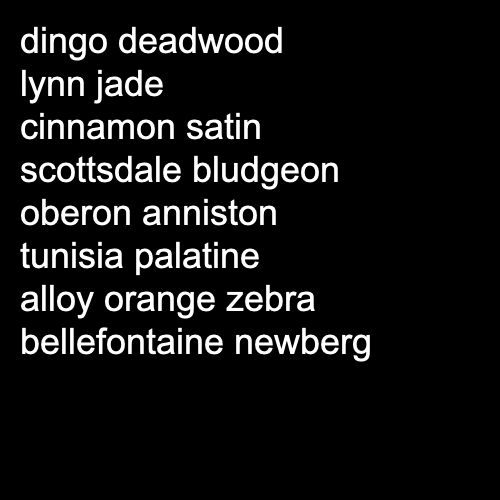 dingo deadwood
lynn jade
cinnamon satin
scottsdale bludgeon
oberon anniston
tunisia palatine
alloy orange zebra
bellefontaine newberg